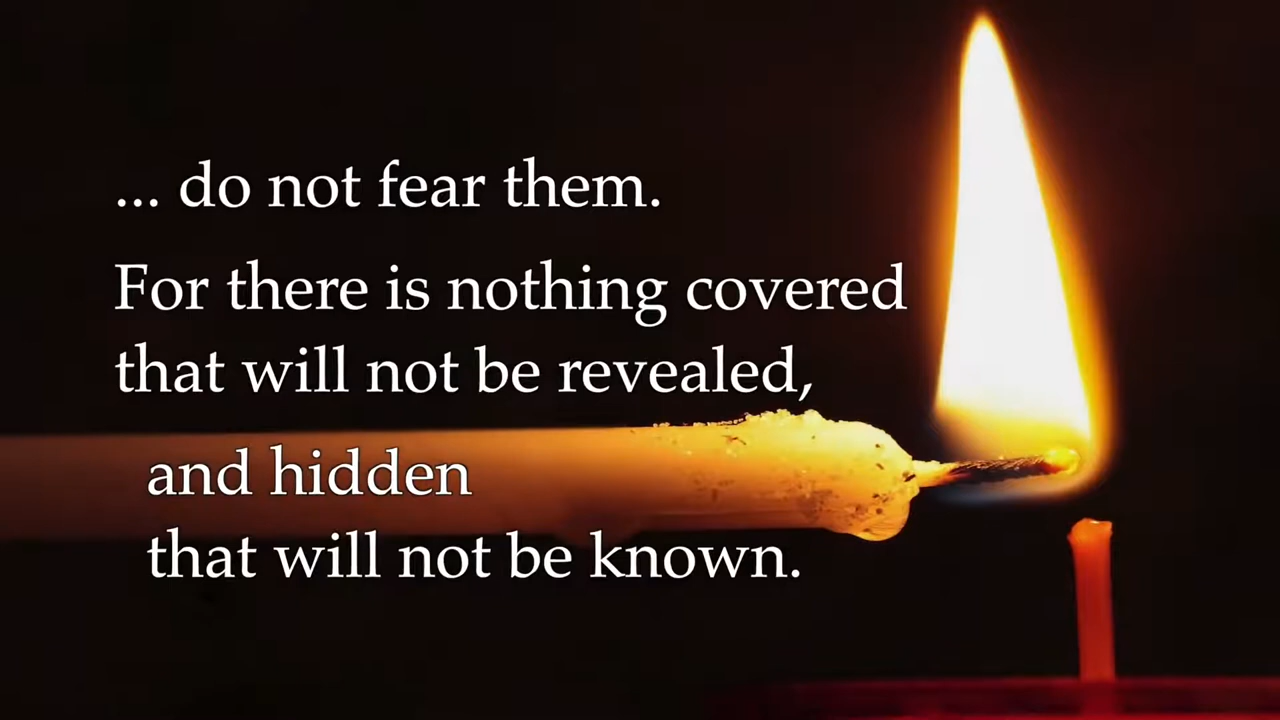 ... do not fear them.
For there is nothing covered
that will not be revealed,
and hidden
that will not be known.